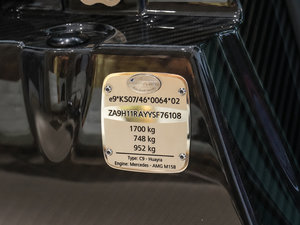 e9*KS07/46*0064*02
ZA9H11RAYYSF76108
1700 kg
748 kg
952 kg
Type: C9 - Huayra
Engine: Mercedes - AMG M158